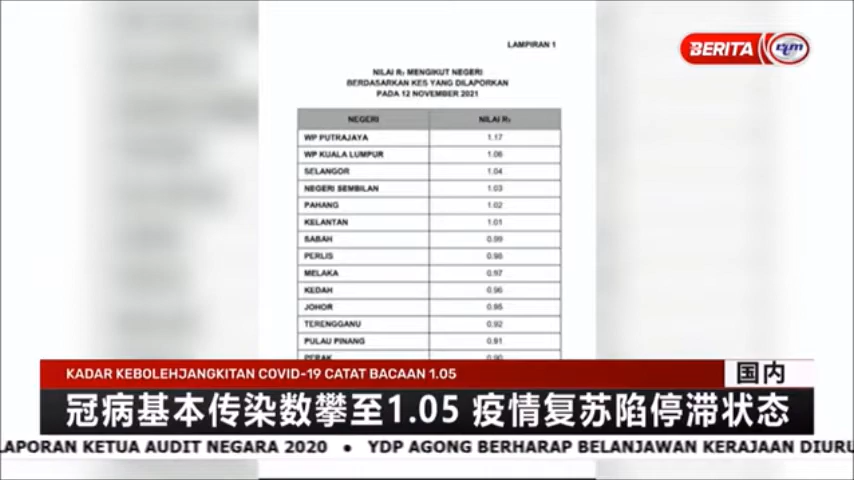 LAMPIRAN 1
BERITA RTM
NILAI Rt MENGIKUT NEGERI
BERDASARKAN KES YANG DILAPORKAN
PADA 12 NOVEMBER 2021
NEGERI NILAI Rt
WP PUTRAJAYA 1.17
WP KUALA LUMPUR 1.06
SELANGOR 1.04
NEGERI SEMBILAN 1.03
PAHANG 1.02
KELANTAN 1.01
SABAH 0.99
PERLIS 0.98
MELAKA 0.97
KEDAH 0.96
JOHOR 0.95
TERENGGANU 0.92
PULAU PINANG 0.91
PERAK 0.90
KADAR KEBOLEHJANGKITAN COVID-19 CATAT BACAAN 1.05
国内
冠病基本传染数攀至1.05 疫情复苏陷停滞状态
LAPORAN KETUA AUDIT NEGARA 2020 • YDP AGONG BERHARAP BELANJAWAN KERAJAAN DIURU